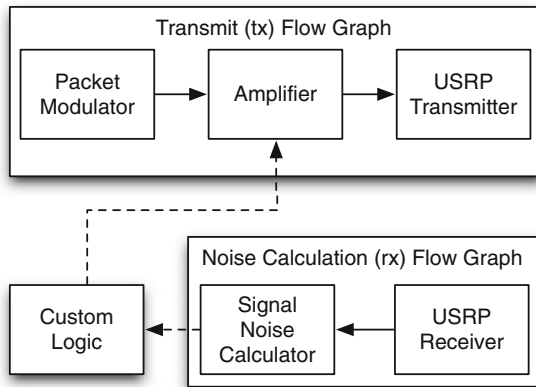 Transmit (tx) Flow Graph
Packet
Modulator
Amplifier
USRP
Transmitter
Noise Calculation (rx) Flow Graph
Custom
Logic
Signal
Noise
Calculator
USRP
Receiver